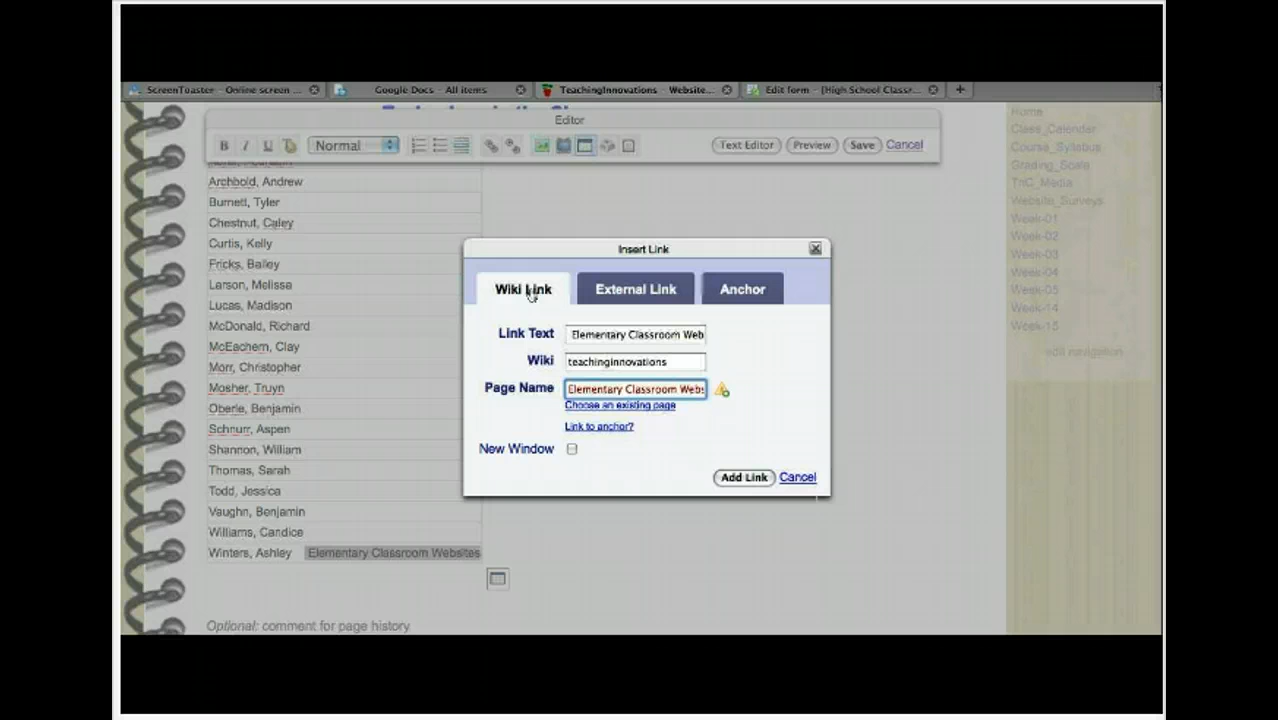 ScreenToaster - Online screen ...
Google Docs - All items
TeachingInnovations - Website...
Edit form - [High School Classr...
Editor
B I U
Normal
Text Editor
Preview
Save
Cancel
Archbold, Andrew
Burnett, Tyler
Chestnut, Caley
Curtis, Kelly
Fricks, Bailey
Larson, Melissa
Lucas, Madison
McDonald, Richard
McEachern, Clay
Morr, Christopher
Mosher, Truyn
Oberle, Benjamin
Schnurr, Aspen
Shannon, William
Thomas, Sarah
Todd, Jessica
Vaughn, Benjamin
Williams, Candice
Winters, Ashley Elementary Classroom Websites
Optional: comment for page history
Insert Link
Wiki Link
External Link
Anchor
Link Text Elementary Classroom Web
Wiki teachinginnovations
Page Name Elementary Classroom Webs
Choose an existing page
Link to anchor?
New Window
Add Link Cancel
Home
Class_Calendar
Course_Syllabus
Grading_Scale
TriC_Media
Website_Surveys
Week-01
Week-02
Week-03
Week-04
Week-05
Week-14
Week-15
edit navigation